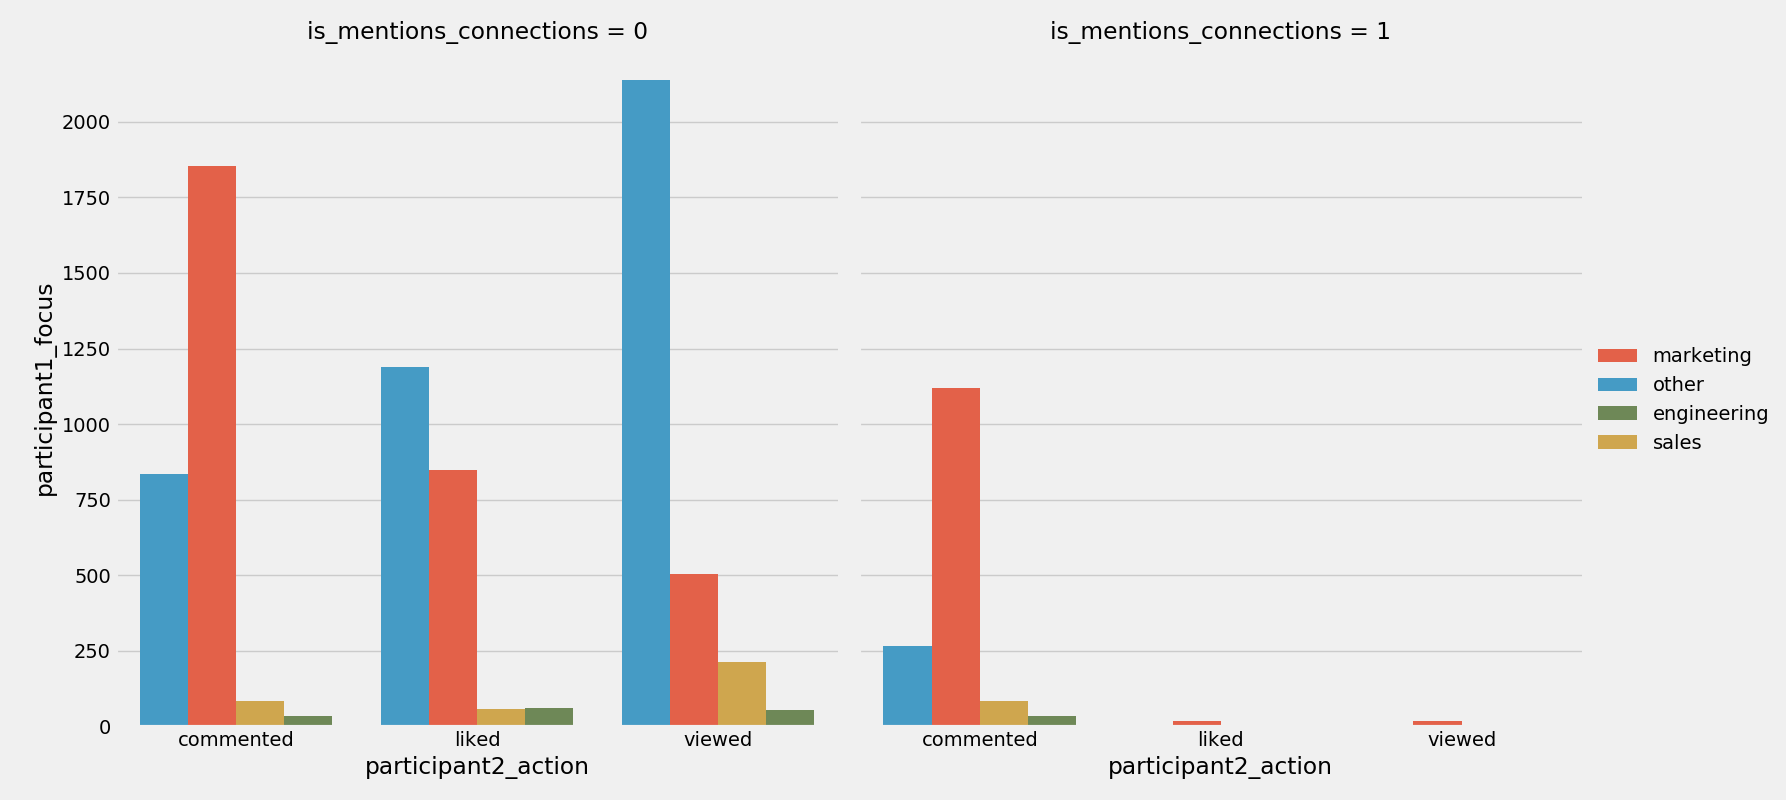 is_mentions_connections = 0
is_mentions_connections = 1
participant1_focus
2000
1750
1500
1250
1000
750
500
250
0
commented liked viewed
commented liked viewed
participant2_action
participant2_action
marketing
other
engineering
sales